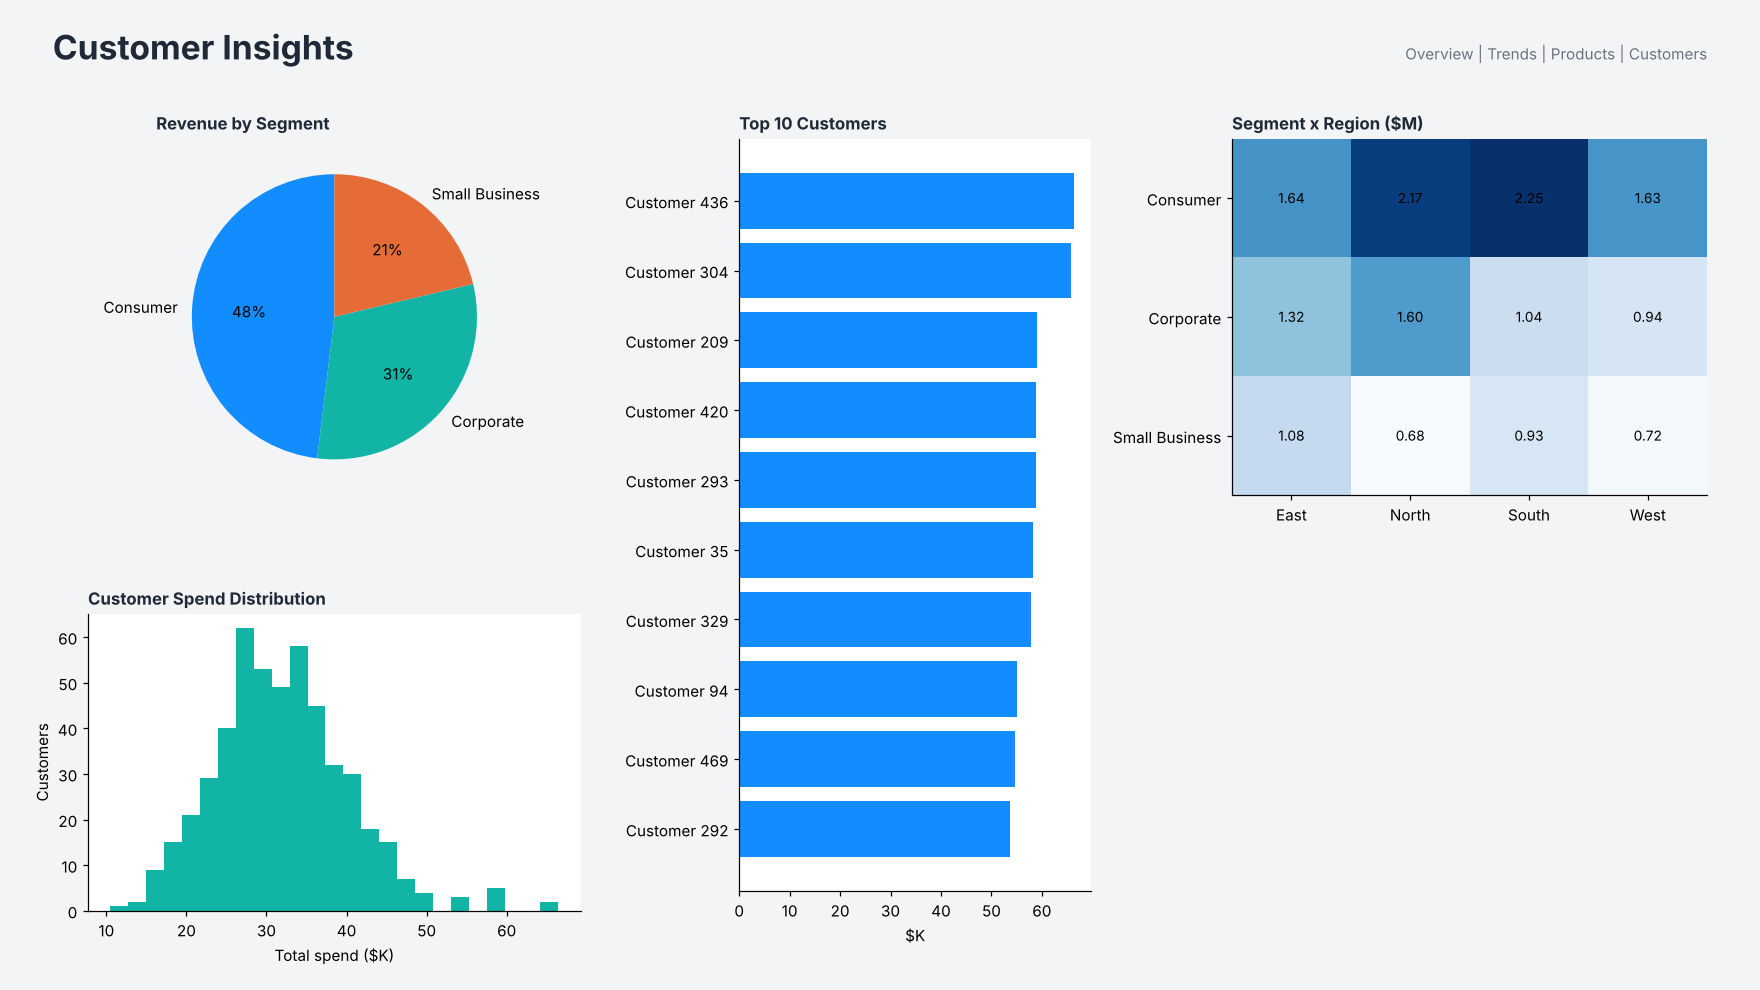 Customer Insights
Overview | Trends | Products | Customers
Revenue by Segment
Small Business
21%
Consumer
48%
31%
Corporate
Customer Spend Distribution
Customers
60
50
40
30
20
10
0
10 20 30 40 50 60
Total spend ($K)
Top 10 Customers
Customer 436
Customer 304
Customer 209
Customer 420
Customer 293
Customer 35
Customer 329
Customer 94
Customer 469
Customer 292
0 10 20 30 40 50 60
$K
Segment x Region ($M)
Consumer 1.64 2.17 2.25 1.63
Corporate 1.32 1.60 1.04 0.94
Small Business 1.08 0.68 0.93 0.72
East North South West